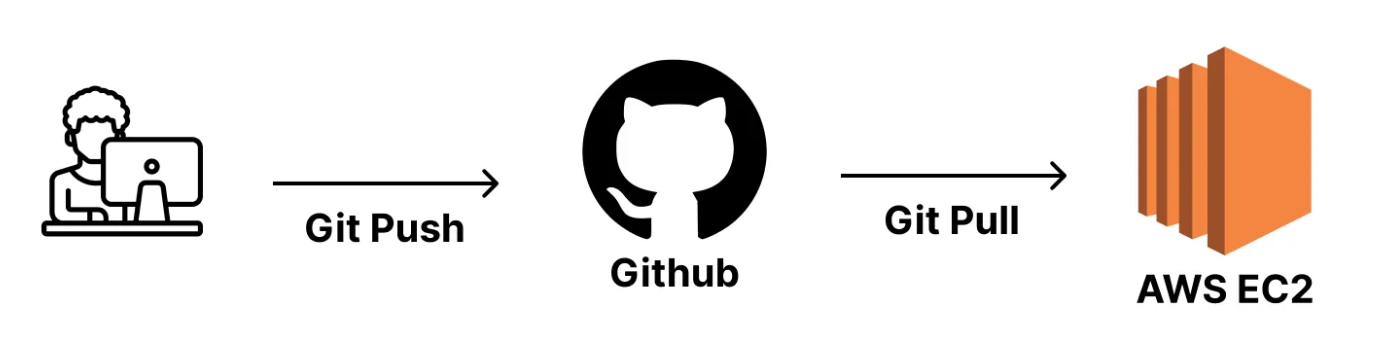 Git Push
Github
Git Pull
AWS EC2